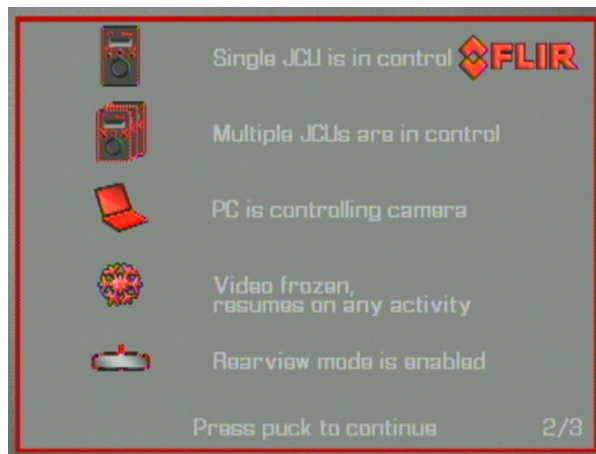 Single JCU is in control
FLIR
Multiple JCUs are in control
PC is controlling camera
Video frozen,
resumes on any activity
Rearview mode is enabled
Press puck to continue
2/3